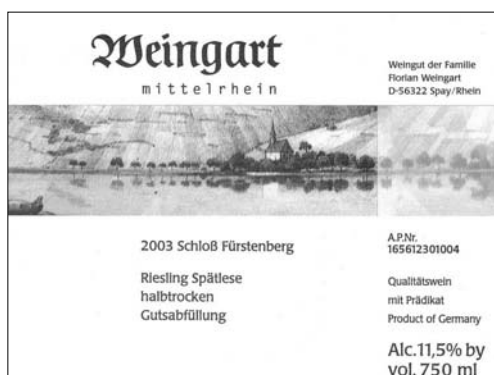 Weingart
mittelrhein
Weingut der Familie
Florian Weingart
D-56322 Spay/Rhein
2003 Schloß Fürstenberg
Riesling Spätlese
halbtrocken
Gutsabfüllung
A.P.Nr.
165612301004
Qualitätswein
mit Prädikat
Product of Germany
Alc.11,5% by
vol. 750 ml